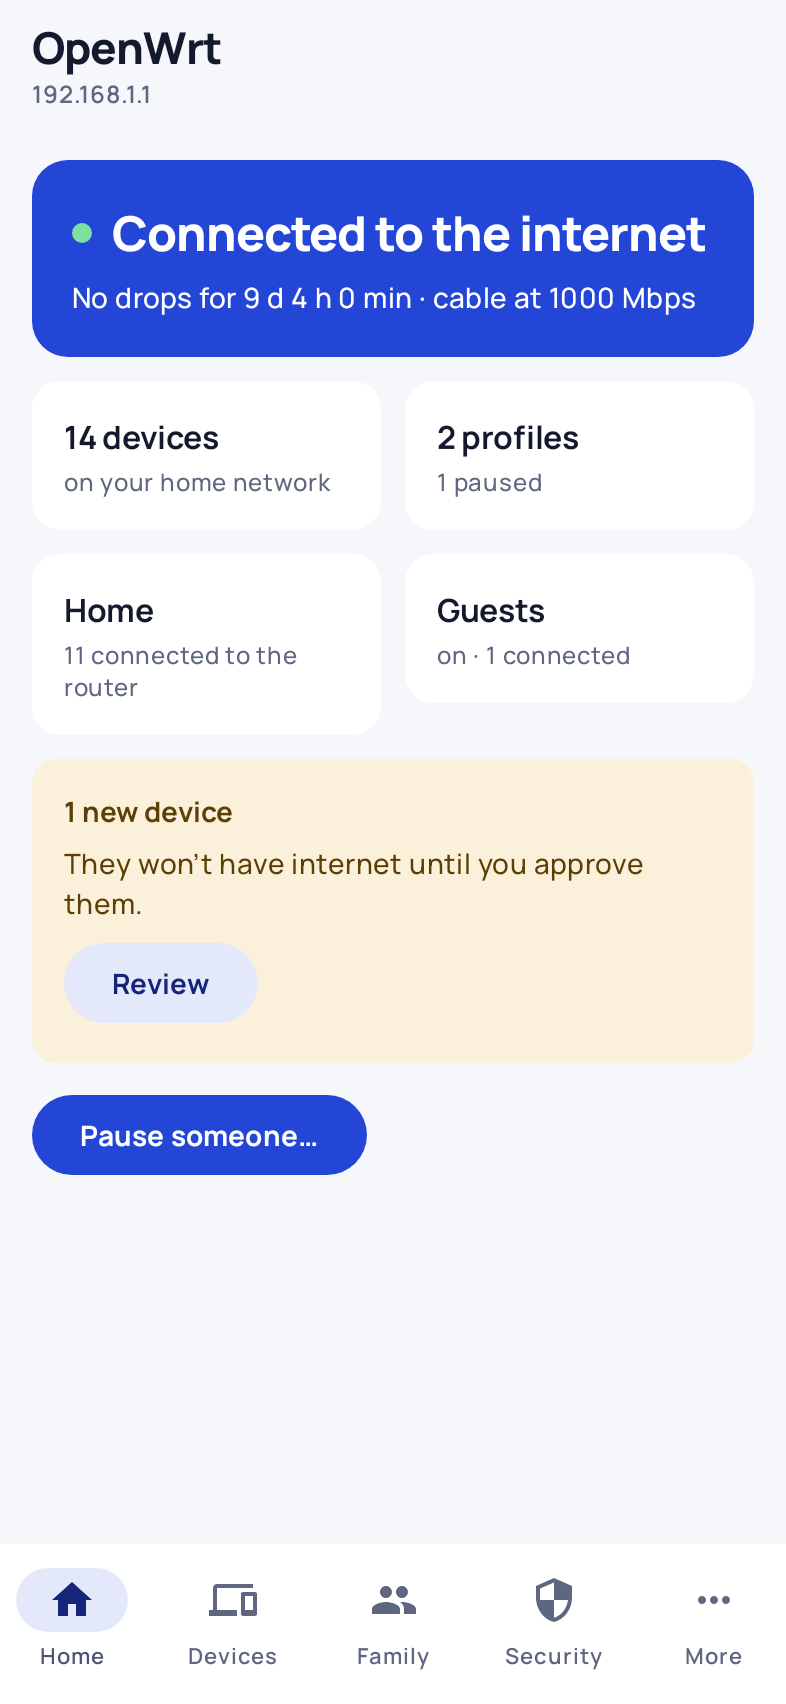 OpenWrt
192.168.1.1
Connected to the internet
No drops for 9 d 4 h 0 min · cable at 1000 Mbps
14 devices
on your home network
2 profiles
1 paused
Home
11 connected to the
router
Guests
on · 1 connected
1 new device
They won’t have internet until you approve
them.
Review
Pause someone…
Home
Devices
Family
Security
More